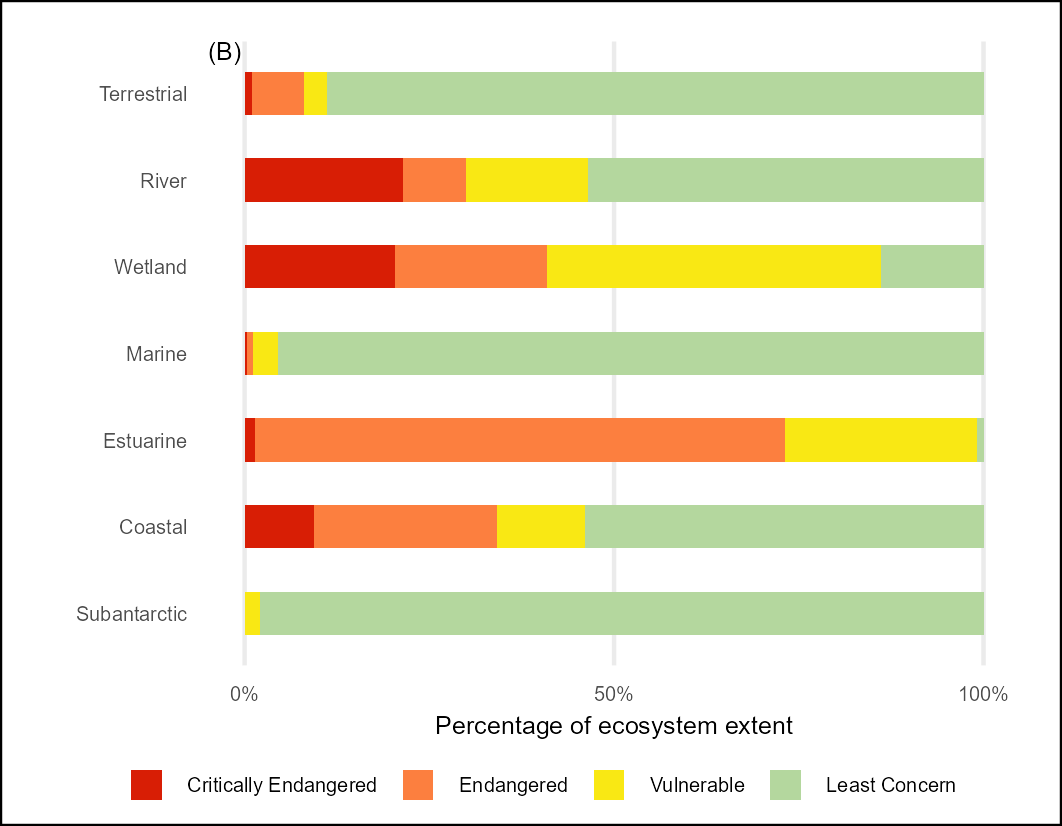 (B)
Terrestrial
River
Wetland
Marine
Estuarine
Coastal
Subantarctic
0% 50% 100%
Percentage of ecosystem extent
Critically Endangered Endangered Vulnerable Least Concern